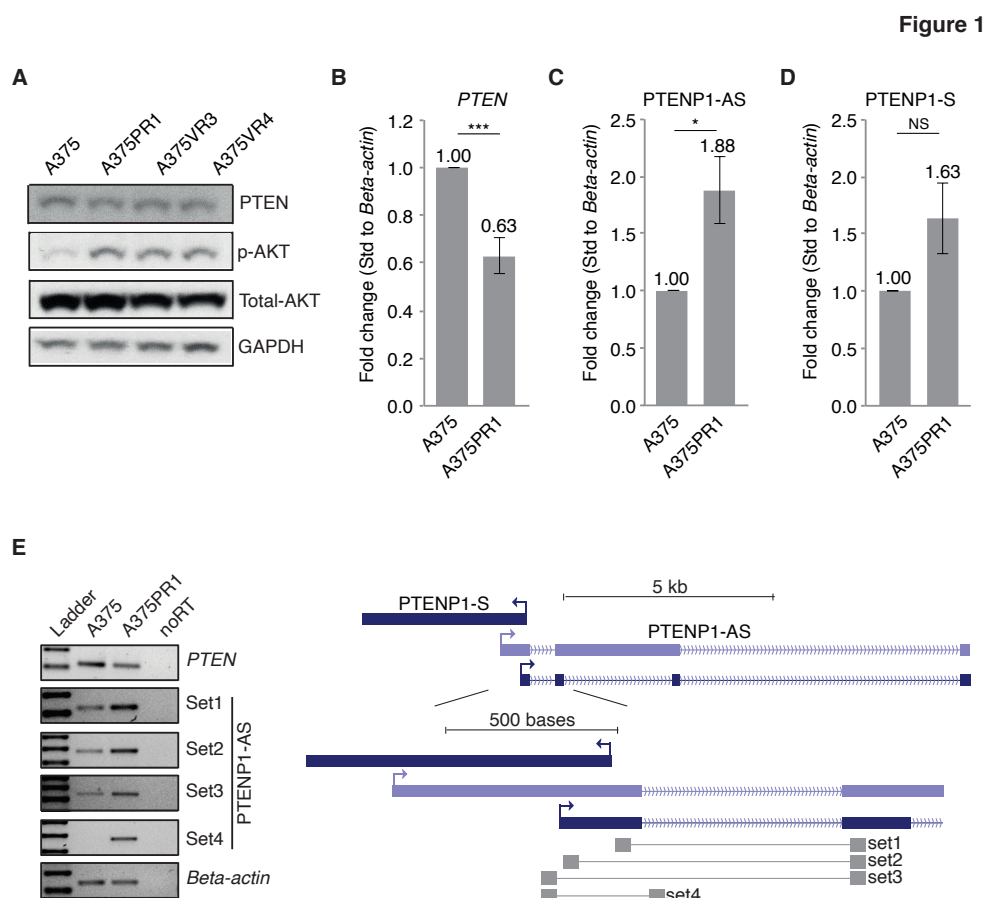 Figure 1
A
A375
A375PR1
A375VR3
A375VR4
PTEN
p-AKT
Total-AKT
GAPDH
B
PTEN
Fold change (Std to Beta-actin)
1.2
1.0
0.8
0.6
0.4
0.2
0.0
***
1.00
0.63
A375
A375PR1
C
PTENP1-AS
Fold change (Std to Beta-actin)
2.5
2.0
1.5
1.0
0.5
0.0
*
1.88
1.00
A375
A375PR1
D
PTENP1-S
Fold change (Std to Beta-actin)
2.5
2.0
1.5
1.0
0.5
0.0
NS
1.63
1.00
A375
A375PR1
E
Ladder
A375
A375PR1
noRT
PTEN
Set1
Set2
Set3
Set4
PTENP1-AS
Beta-actin
5 kb
PTENP1-S
PTENP1-AS
500 bases
set1
set2
set3
set4